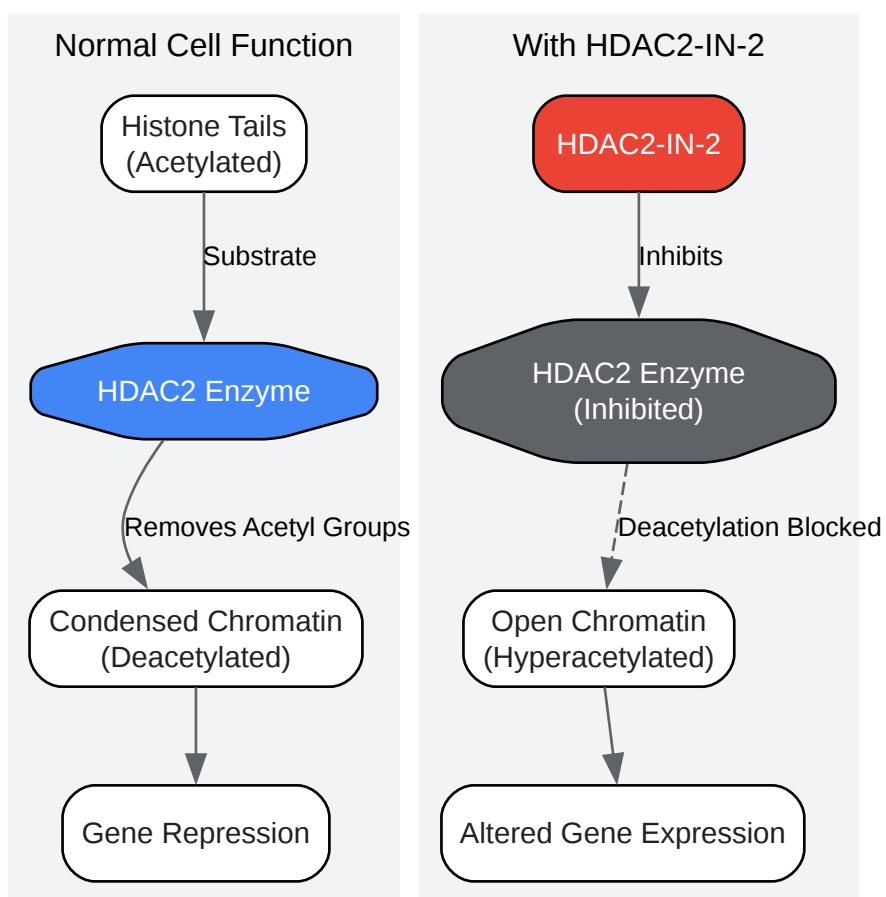 Normal Cell Function
Histone Tails
(Acetylated)
Substrate
HDAC2 Enzyme
Removes Acetyl Groups
Condensed Chromatin
(Deacetylated)
Gene Repression
With HDAC2-IN-2
HDAC2-IN-2
Inhibits
HDAC2 Enzyme
(Inhibited)
Deacetylation Blocked
Open Chromatin
(Hyperacetylated)
Altered Gene Expression